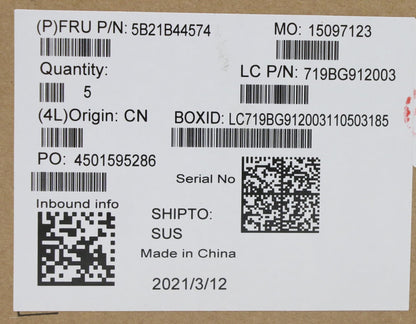 (P)FRU P/N: 5B21B44574
MO: 15097123
Quantity:
5
LC P/N: 719BG912003
(4L)Origin: CN
BOXID: LC719BG912003110503185
PO: 4501595286
Serial No
Inbound info
SHIPTO:
SUS
Made in China
2021/3/12